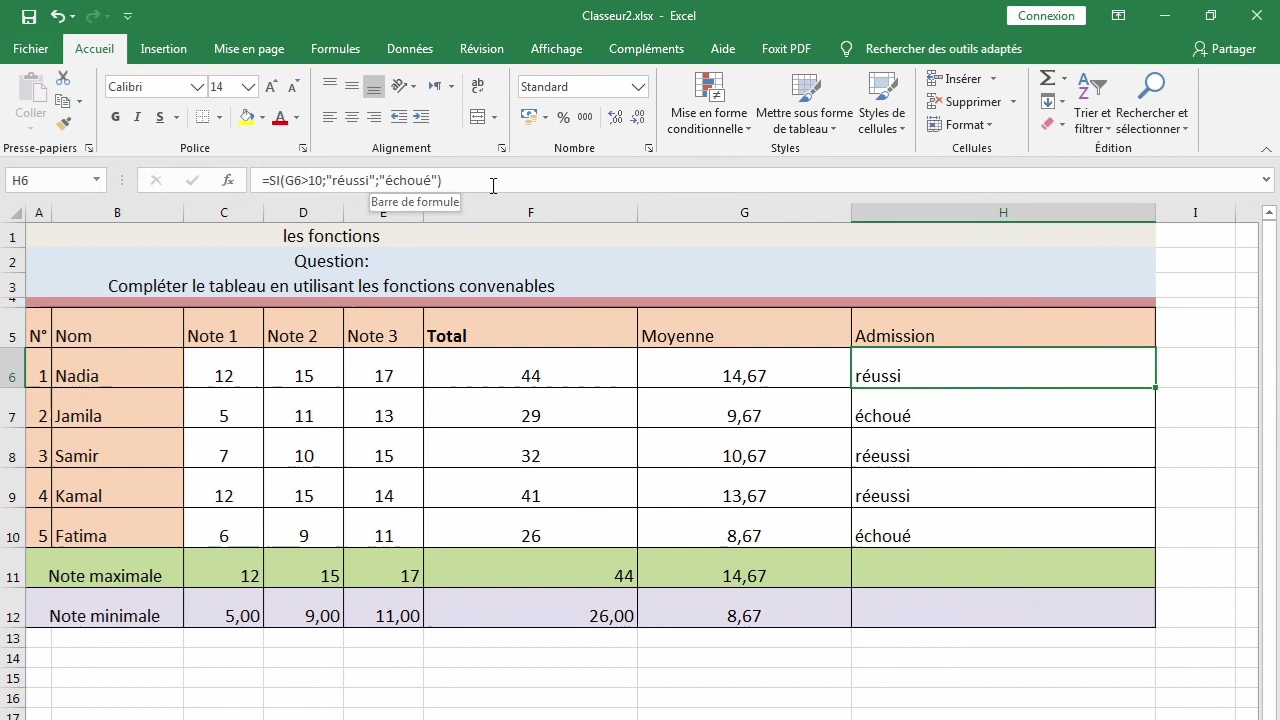 Classeur2.xlsx - Excel
Connexion
Fichier Accueil Insertion Mise en page Formules Données Révision Affichage Compléments Aide Foxit PDF Rechercher des outils adaptés Partager
Coller
Calibri 14
G I S A
Standard
% 000
Mise en forme conditionnelle
Mettre sous forme de tableau
Styles de cellules
Insérer
Supprimer
Format
Trier et filtrer
Rechercher et sélectionner
Presse-papiers Police Alignement Nombre Styles Cellules Édition
H6 fx =SI(G6>10;"réussi";"échoué")
Barre de formule
A B C D E F G H I
1 les fonctions
2 Question:
3 Compléter le tableau en utilisant les fonctions convenables
4
5 N° Nom Note 1 Note 2 Note 3 Total Moyenne Admission
6 1 Nadia 12 15 17 44 14,67 réussi
7 2 Jamila 5 11 13 29 9,67 échoué
8 3 Samir 7 10 15 32 10,67 réeussi
9 4 Kamal 12 15 14 41 13,67 réeussi
10 5 Fatima 6 9 11 26 8,67 échoué
11 Note maximale 12 15 17 44 14,67
12 Note minimale 5,00 9,00 11,00 26,00 8,67
13
14
15
16
17